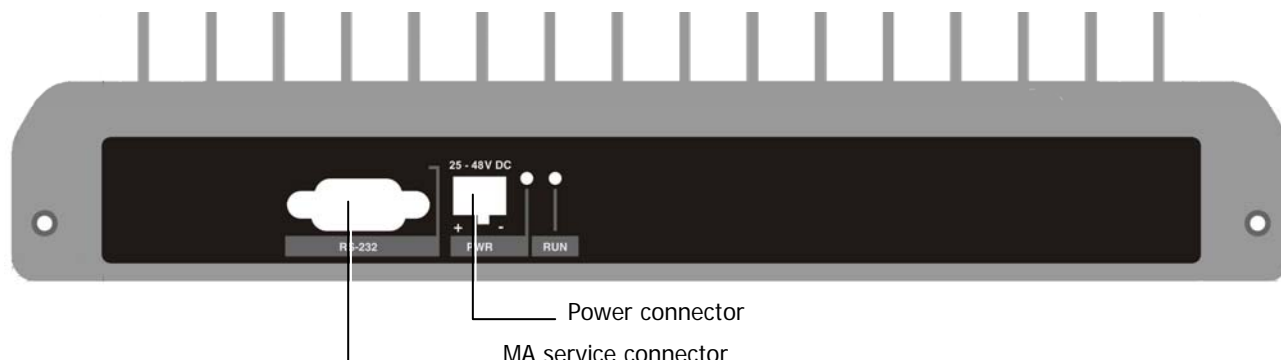 25 - 48V DC
+ -
RS-232 PWR RUN
Power connector
MA service connector